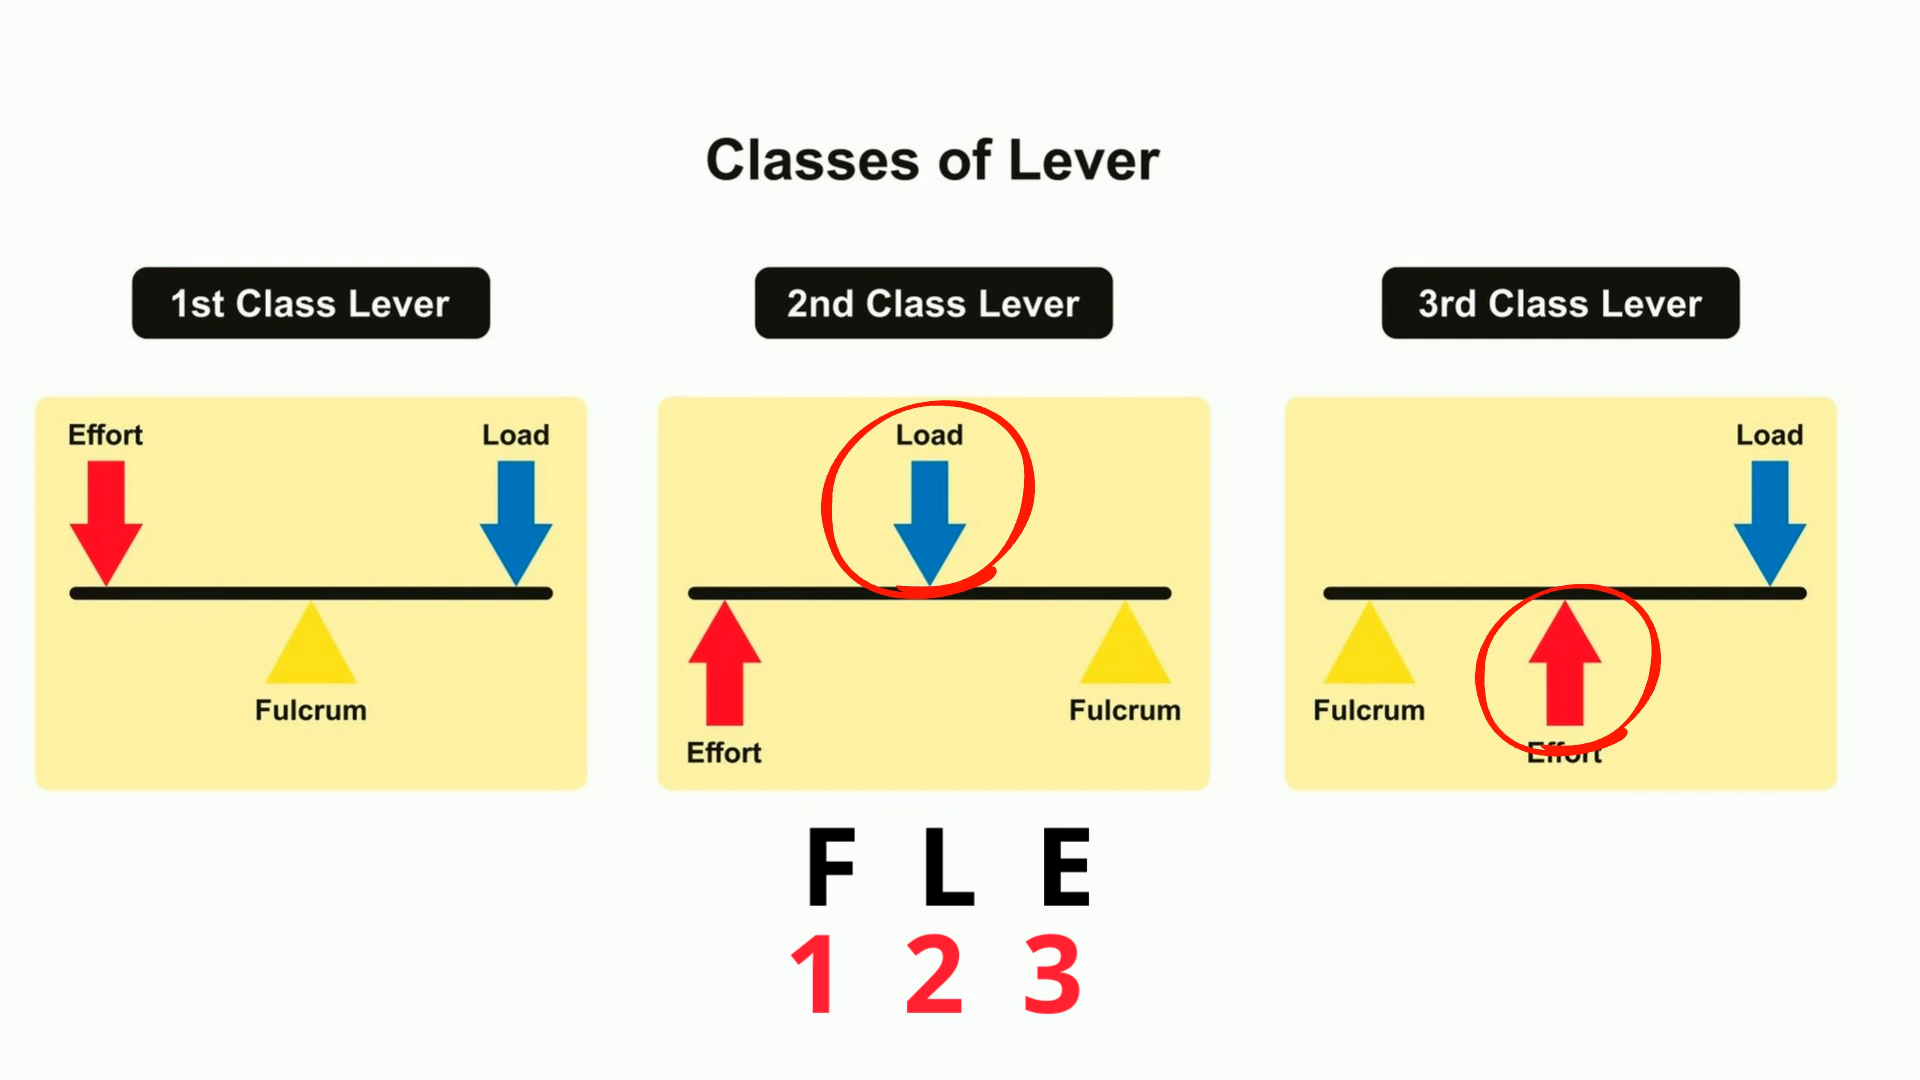 Classes of Lever
1st Class Lever
2nd Class Lever
3rd Class Lever
Effort
Load
Fulcrum
Load
Effort
Fulcrum
Load
Fulcrum
Effort
F L E
1 2 3